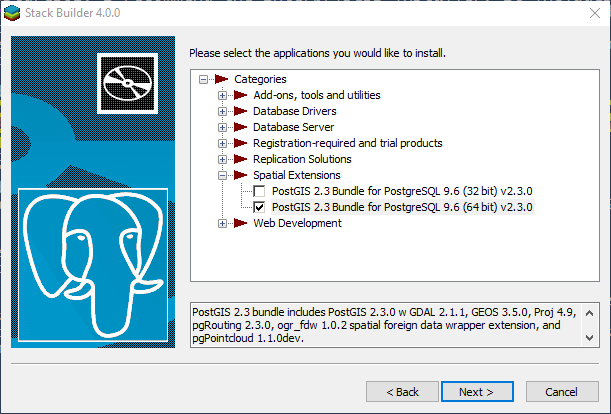 Stack Builder 4.0.0
Please select the applications you would like to install.
Categories
Add-ons, tools and utilities
Database Drivers
Database Server
Registration-required and trial products
Replication Solutions
Spatial Extensions
PostGIS 2.3 Bundle for PostgreSQL 9.6 (32 bit) v2.3.0
PostGIS 2.3 Bundle for PostgreSQL 9.6 (64 bit) v2.3.0
Web Development
PostGIS 2.3 bundle includes PostGIS 2.3.0 w GDAL 2.1.1, GEOS 3.5.0, Proj 4.9,
pgRouting 2.3.0, ogr_fdw 1.0.2 spatial foreign data wrapper extension, and
pgPointcloud 1.1.0dev.
< Back
Next >
Cancel